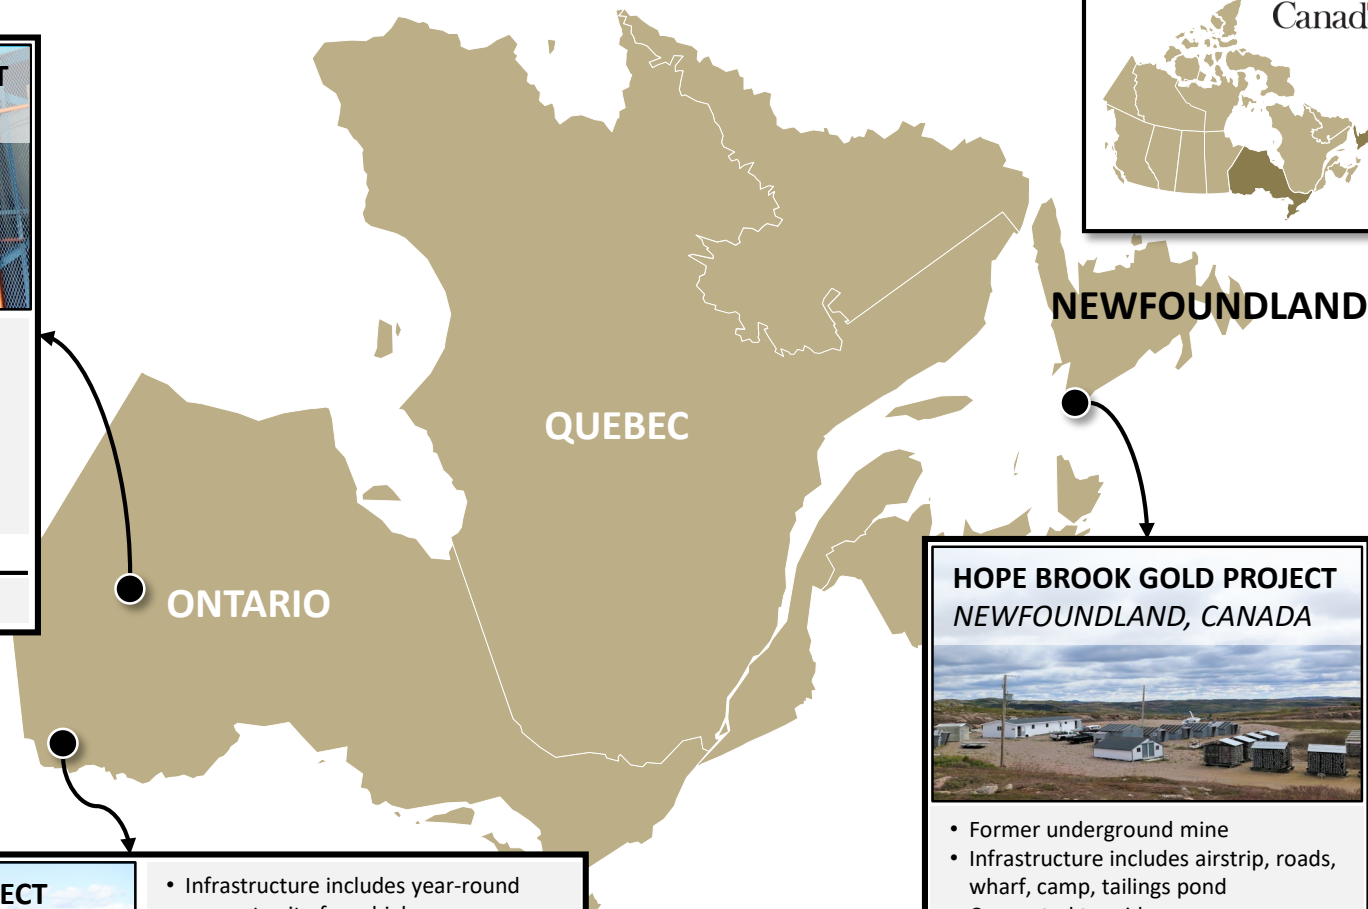 Canad
T
NEWFOUNDLAND
QUEBEC
ONTARIO
HOPE BROOK GOLD PROJECT
NEWFOUNDLAND, CANADA
• Former underground mine
• Infrastructure includes airstrip, roads,
wharf, camp, tailings pond
ECT
• Infrastructure includes year-round